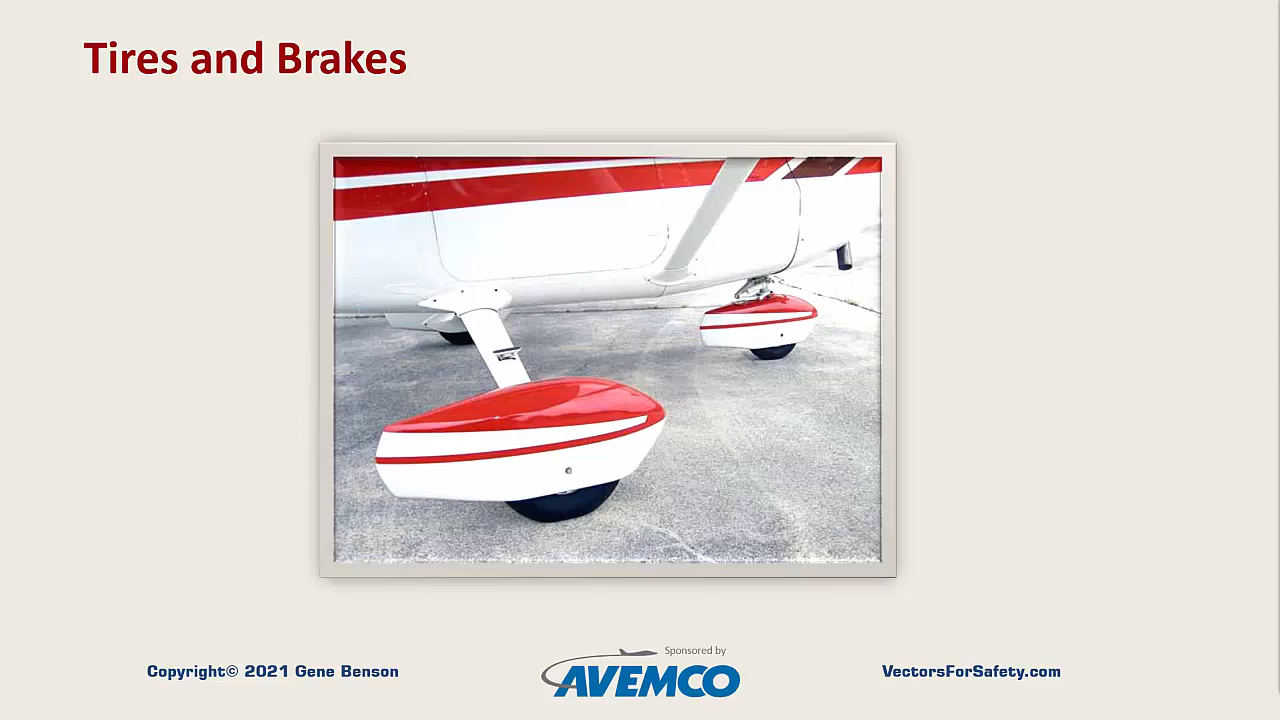 Tires and Brakes
Sponsored by
AVEMCO
Copyright© 2021 Gene Benson
VectorsForSafety.com